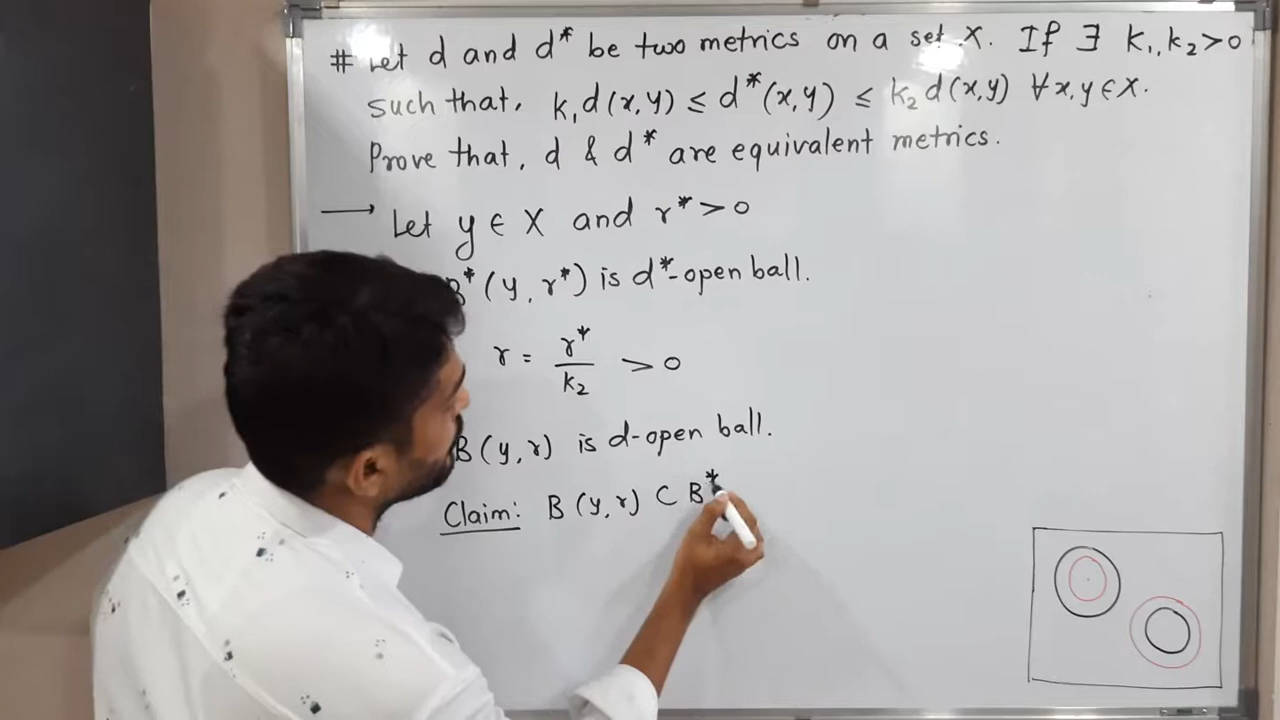 # Let d and d* be two metrics on a set X. If ∃ k₁,k₂>0
such that, k₁d(x,y) ≤ d*(x,y) ≤ k₂d(x,y) ∀x,y∈X.
Prove that, d & d* are equivalent metrics.
→ Let y ∈ X and r*>0
B*(y,r*) is d*-open ball.
r = r*/k₂ >0
B(y,r) is d-open ball.
Claim: B(y,r) ⊂ B*